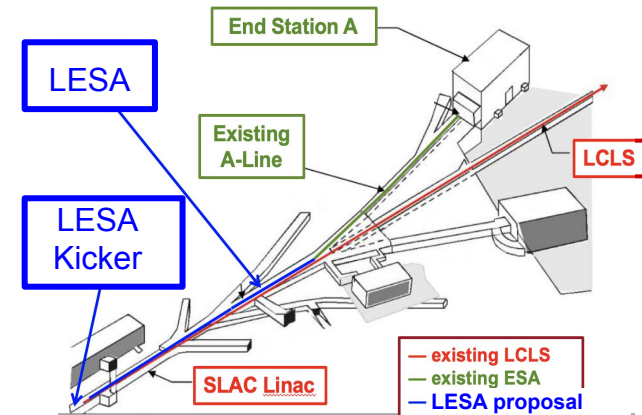 End Station A
LESA
Existing
A-Line
LCLS
LESA
Kicker
SLAC Linac
— existing LCLS
— existing ESA
— LESA proposal